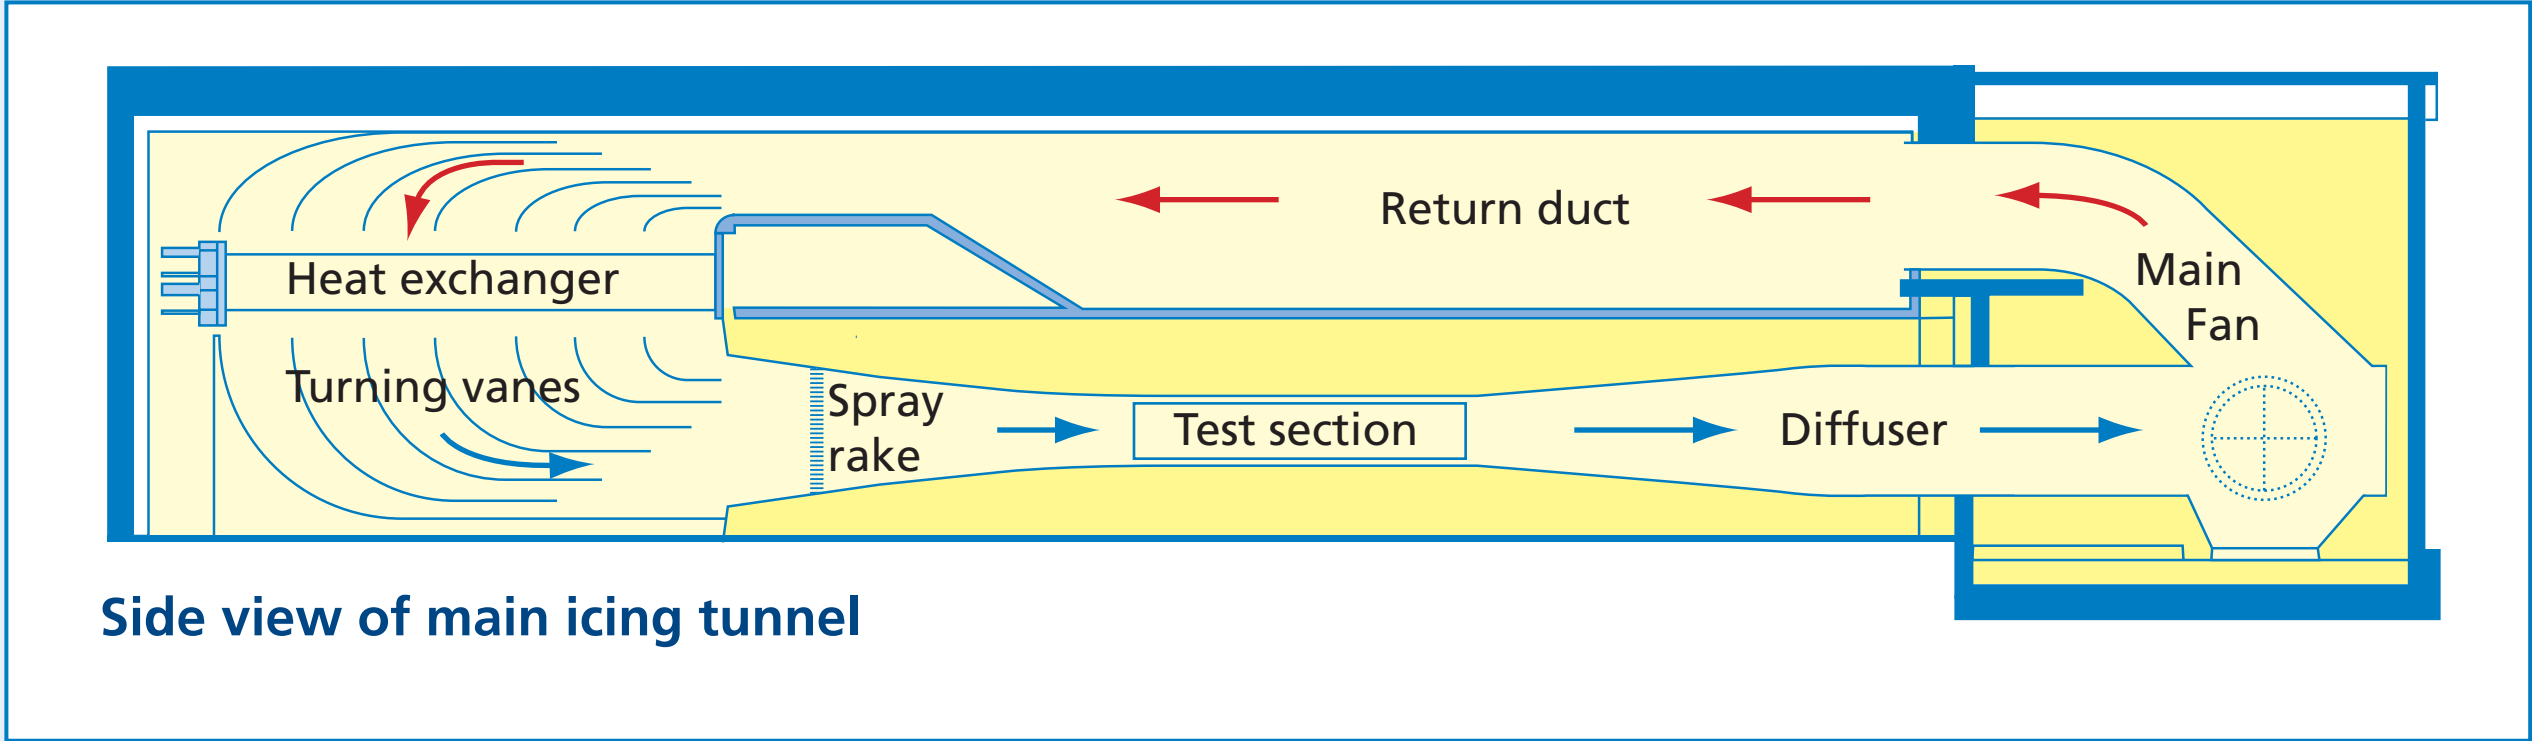 Return duct
Main
Fan
Heat exchanger
Turning vanes
Spray
rake
Test section
Diffuser
Side view of main icing tunnel